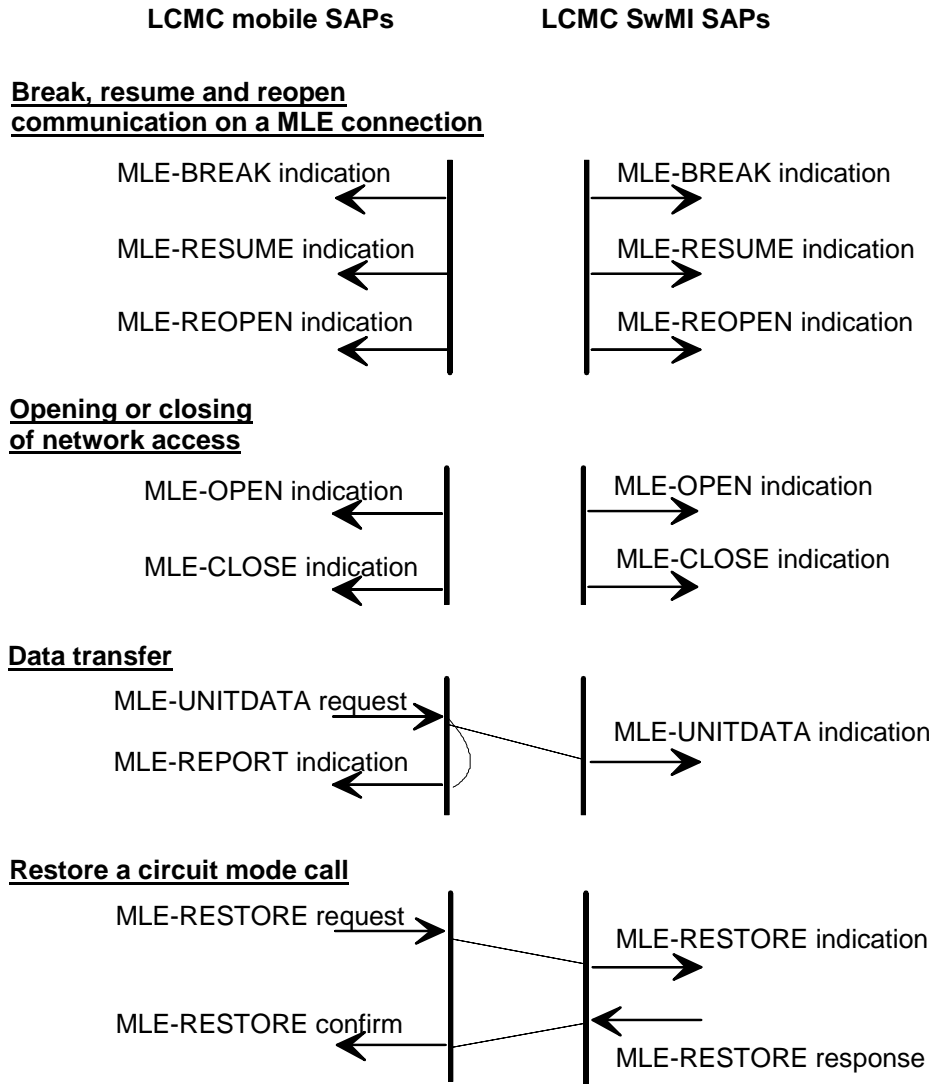 LCMC mobile SAPs LCMC SwMI SAPs
Break, resume and reopen
communication on a MLE connection
MLE-BREAK indication MLE-BREAK indication
MLE-RESUME indication MLE-RESUME indication
MLE-REOPEN indication MLE-REOPEN indication
Opening or closing
of network access
MLE-OPEN indication MLE-OPEN indication
MLE-CLOSE indication MLE-CLOSE indication
Data transfer
MLE-UNITDATA request
MLE-UNITDATA indication
MLE-REPORT indication
Restore a circuit mode call
MLE-RESTORE request
MLE-RESTORE indication
MLE-RESTORE confirm
MLE-RESTORE response